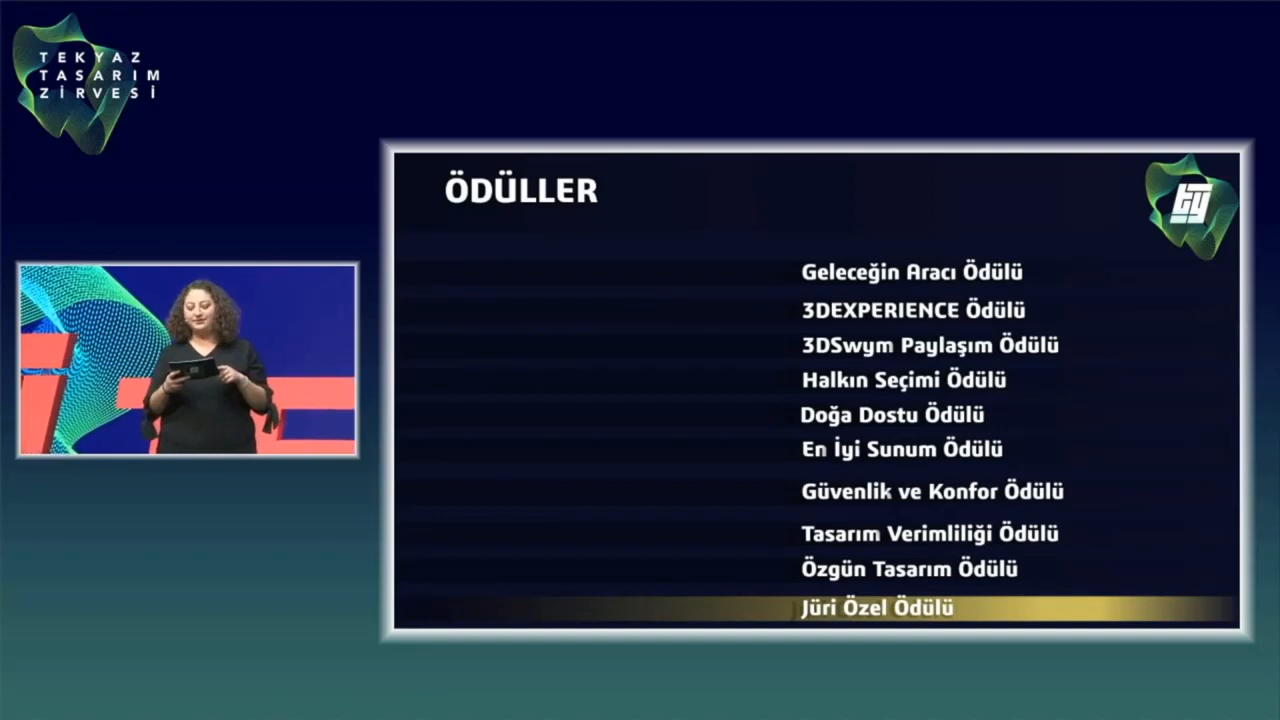 TEKYAZ
TASARIM
ZİRVESİ
ÖDÜLLER
ty
Geleceğin Aracı Ödülü
3DEXPERIENCE Ödülü
3DSwym Paylaşım Ödülü
Halkın Seçimi Ödülü
Doğa Dostu Ödülü
En İyi Sunum Ödülü
Güvenlik ve Konfor Ödülü
Tasarım Verimliliği Ödülü
Özgün Tasarım Ödülü
Jüri Özel Ödülü